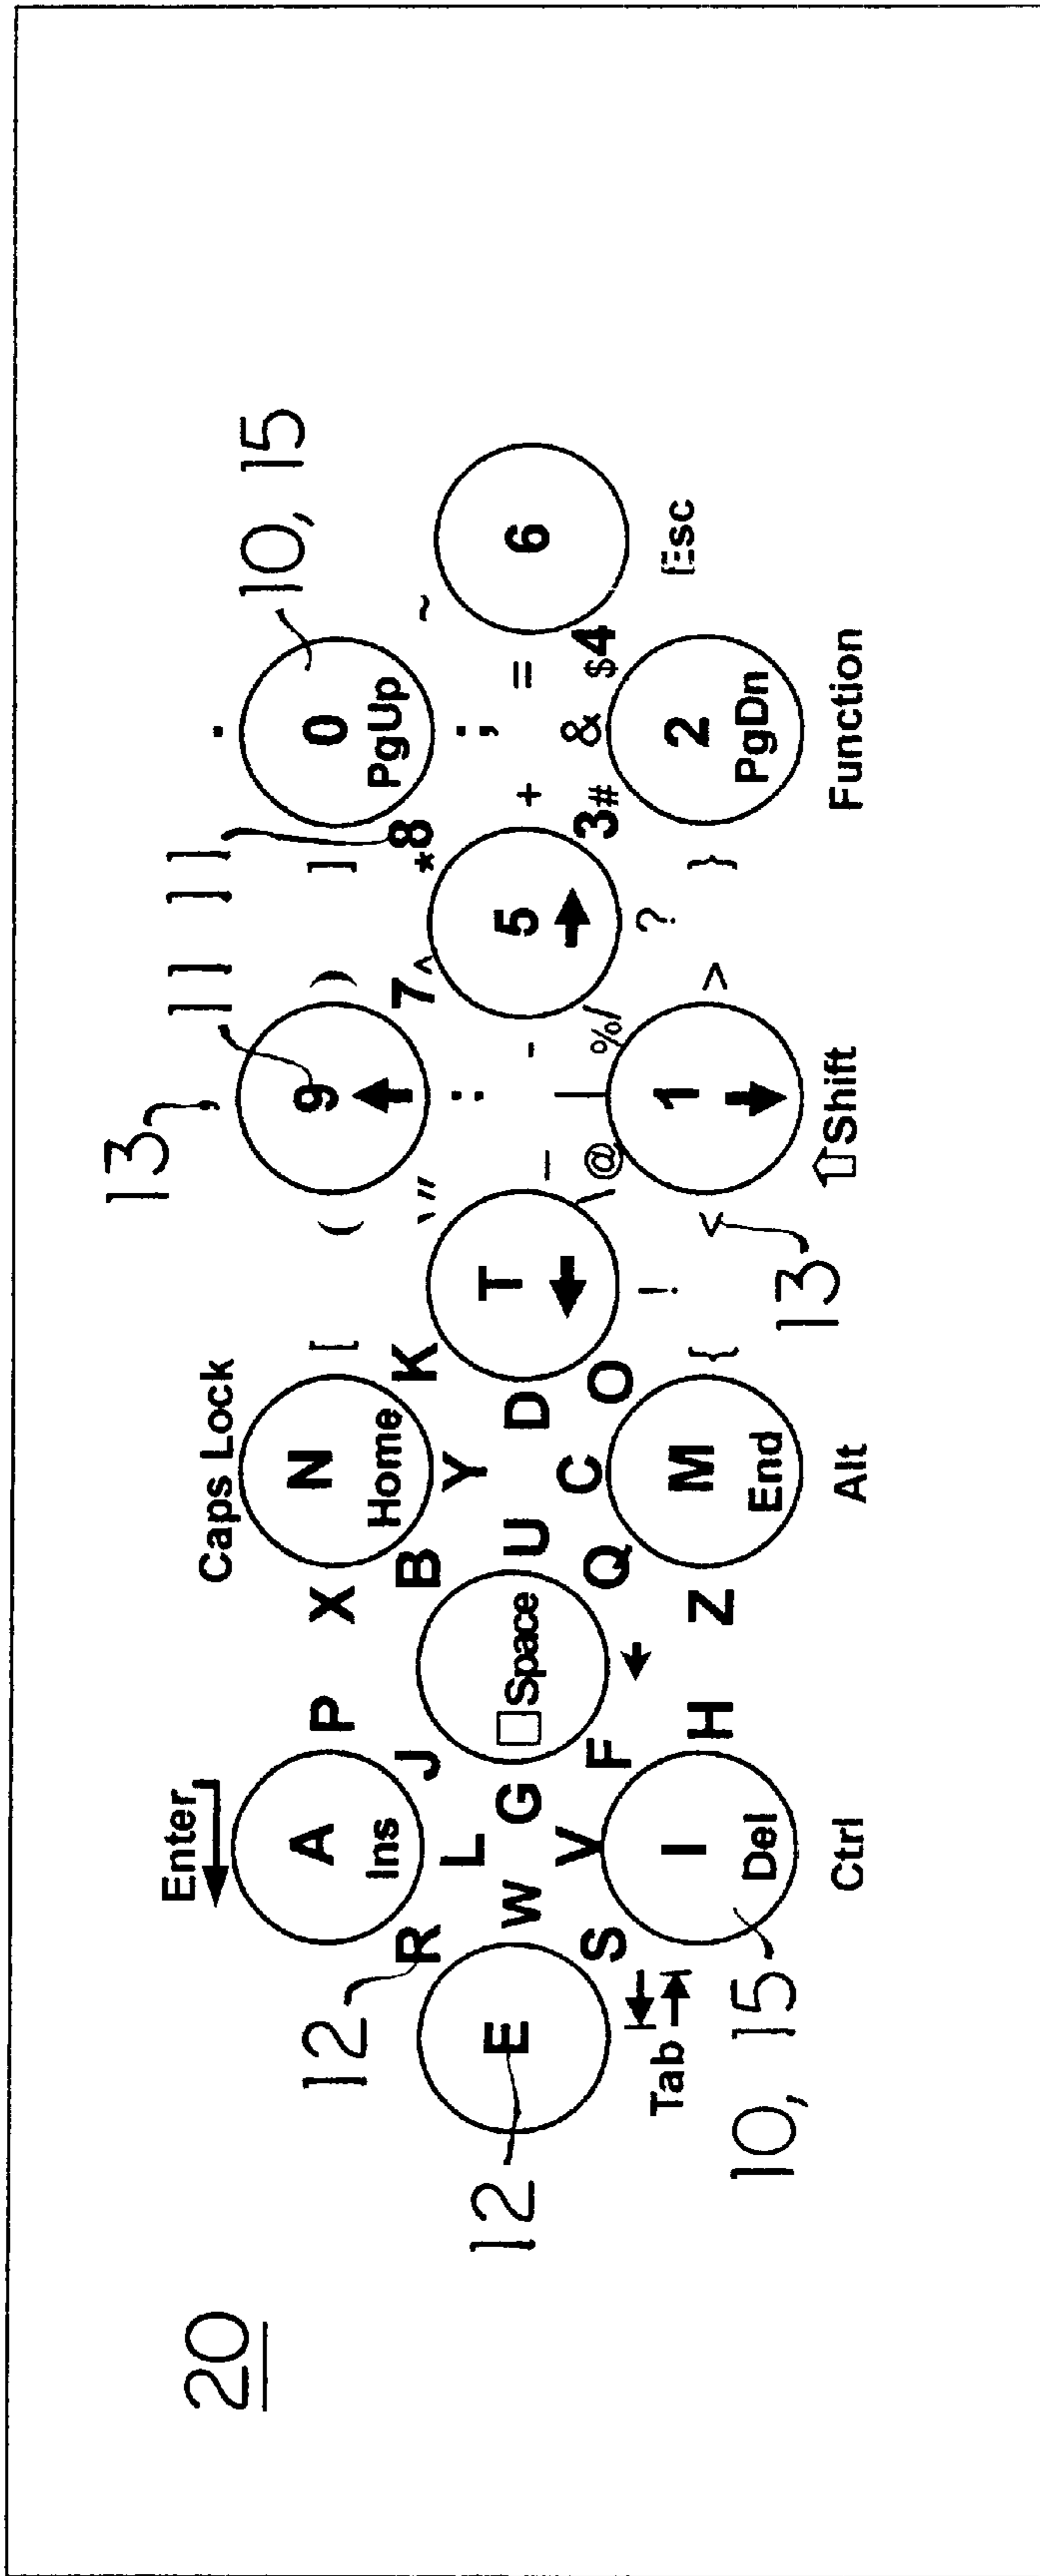 13,
11 11
Enter
20
Caps Lock .
10, 15
A N 9 0
12 P X [ ( ) ]
Ins Home ↑ PgUp
R J B K \" 7^ *8 ~
L Y : ;
12 E W G □Space U D T _ - 5 + = 6
V C | &
← →
S F Q O \@ %/ 3# $4
← ! ?
Tab Esc
I M 1 2
H Z { < > }
Del End ↓ PgDn
10, 15 13
Ctrl Alt ⇧Shift Function